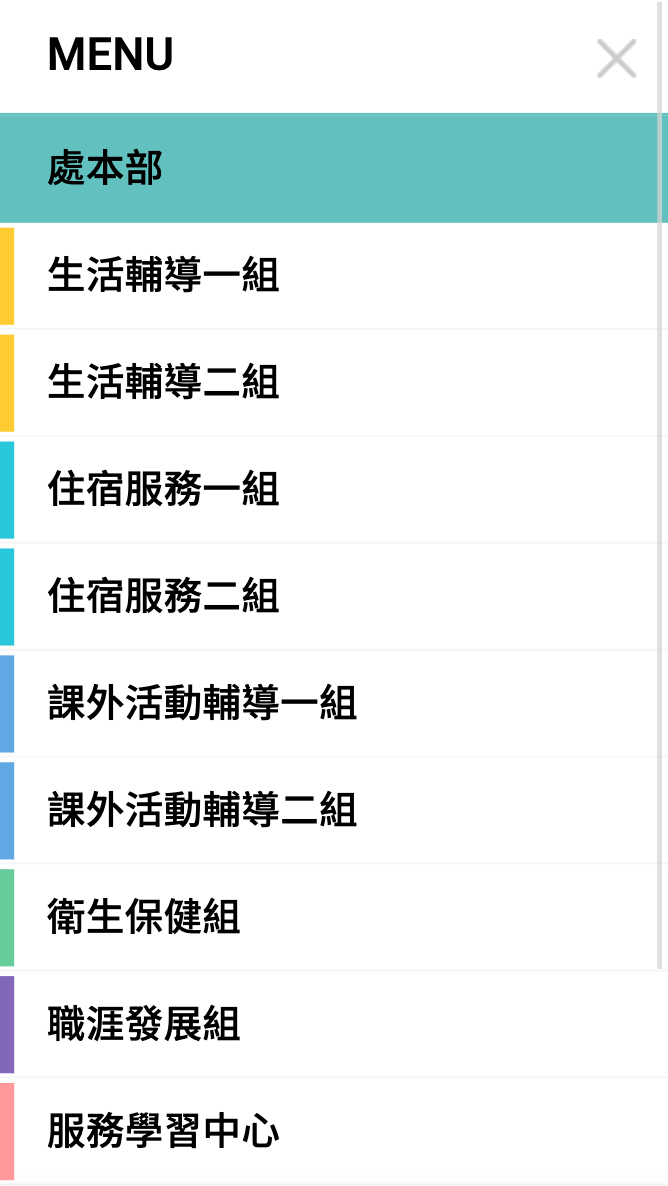 MENU
處本部
生活輔導一組
生活輔導二組
住宿服務一組
住宿服務二組
課外活動輔導一組
課外活動輔導二組
衛生保健組
職涯發展組
服務學習中心